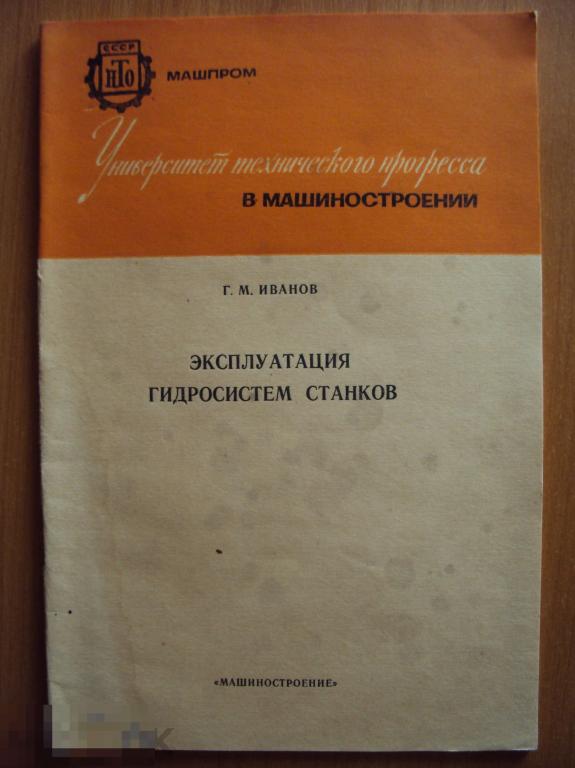 СССР
НТО
МАШПРОМ
Университет технического прогресса
В МАШИНОСТРОЕНИИ
Г. М. ИВАНОВ
ЭКСПЛУАТАЦИЯ
ГИДРОСИСТЕМ СТАНКОВ
«МАШИНОСТРОЕНИЕ»